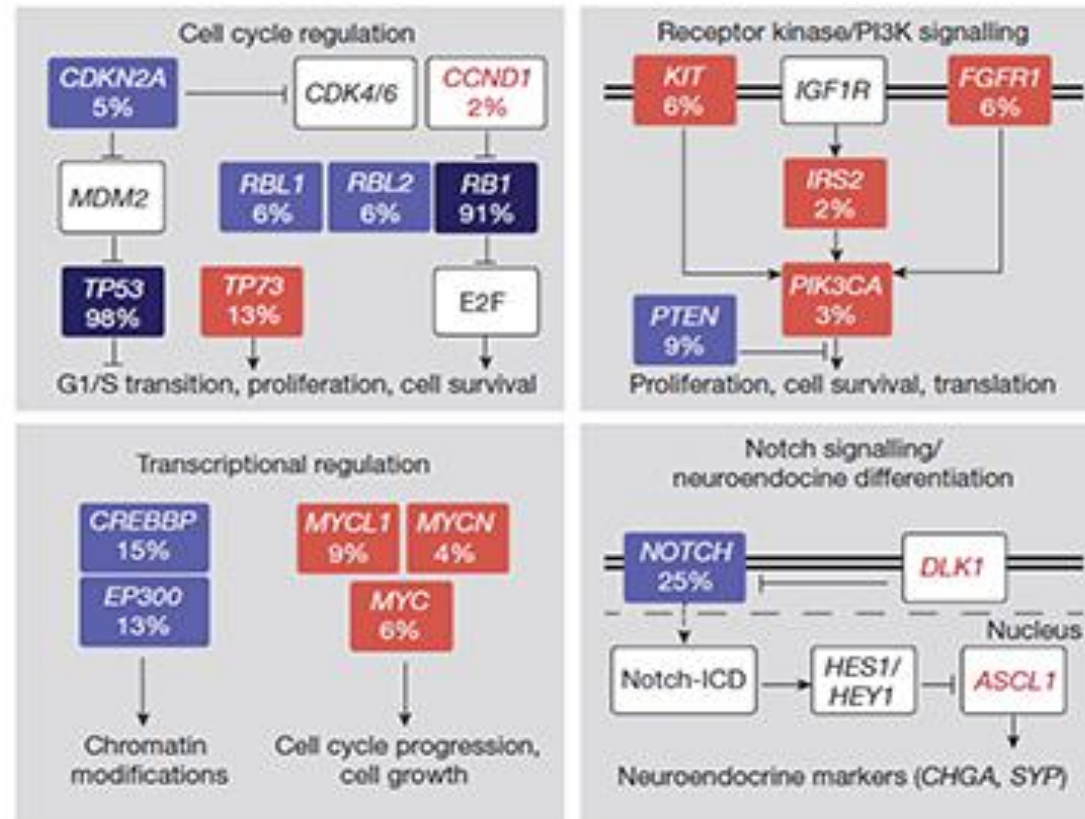 Cell cycle regulation
CDKN2A
5%
CDK4/6
CCND1
2%
MDM2
RBL1
6%
RBL2
6%
RB1
91%
TP53
98%
TP73
13%
E2F
G1/S transition, proliferation, cell survival
Receptor kinase/PI3K signalling
KIT
6%
IGF1R
FGFR1
6%
IRS2
2%
PIK3CA
3%
PTEN
9%
Proliferation, cell survival, translation
Transcriptional regulation
CREBBP
15%
EP300
13%
MYCL1
9%
MYCN
4%
MYC
6%
Chromatin
modifications
Cell cycle progression,
cell growth
Notch signalling/
neuroendocrine differentiation
NOTCH
25%
DLK1
Nucleus
Notch-ICD
HES1/
HEY1
ASCL1
Neuroendocrine markers (CHGA, SYP)